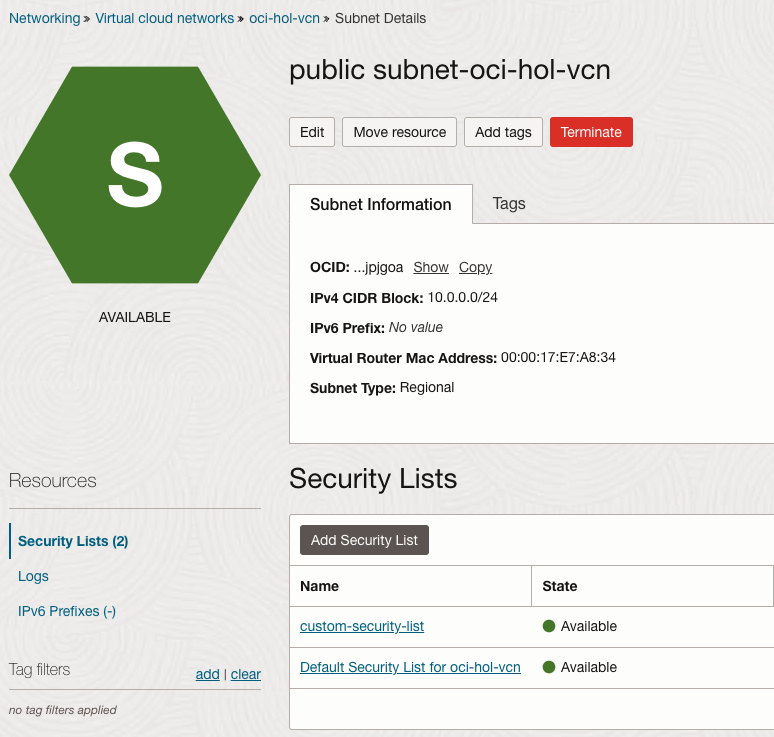 Networking » Virtual cloud networks » oci-hol-vcn » Subnet Details
S
AVAILABLE
public subnet-oci-hol-vcn
Edit Move resource Add tags Terminate
Subnet Information Tags
OCID: ...jpjgoa Show Copy
IPv4 CIDR Block: 10.0.0.0/24
IPv6 Prefix: No value
Virtual Router Mac Address: 00:00:17:E7:A8:34
Subnet Type: Regional
Resources
Security Lists (2)
Logs
IPv6 Prefixes (-)
Tag filters add | clear
no tag filters applied
Security Lists
Add Security List
Name State
custom-security-list Available
Default Security List for oci-hol-vcn Available